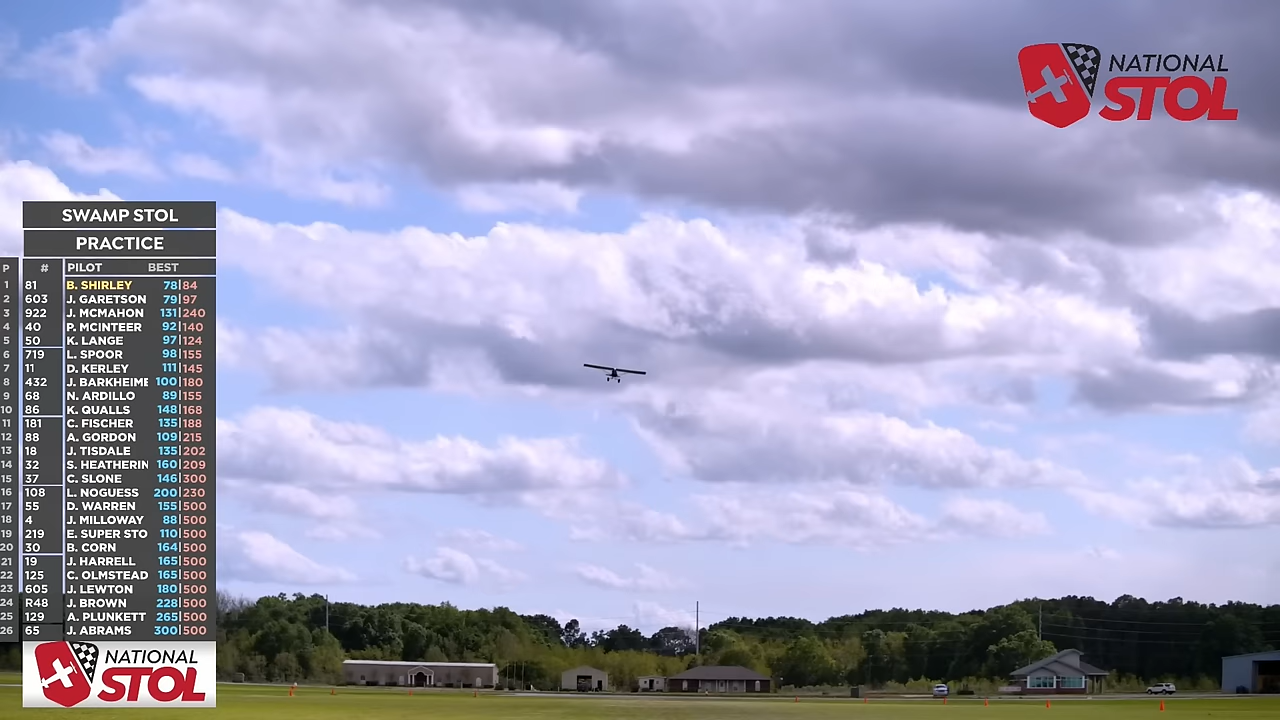 NATIONAL
STOL
SWAMP STOL
PRACTICE
P # PILOT BEST
1 81 B. SHIRLEY 78|84
2 603 J. GARETSON 79|97
3 922 J. MCMAHON 131|240
4 40 P. MCINTEER 92|140
5 50 K. LANGE 97|124
6 719 L. SPOOR 98|155
7 11 D. KERLEY 111|145
8 432 J. BARKHEIME 100|180
9 68 N. ARDILLO 89|155
10 86 K. QUALLS 148|168
11 181 C. FISCHER 135|188
12 88 A. GORDON 109|215
13 18 J. TISDALE 135|202
14 32 S. HEATHERIN 160|209
15 37 C. SLONE 146|300
16 108 L. NOGUESS 200|230
17 55 D. WARREN 155|500
18 4 J. MILLOWAY 88|500
19 219 E. SUPER STO 110|500
20 30 B. CORN 164|500
21 19 J. HARRELL 165|500
22 125 C. OLMSTEAD 165|500
23 605 J. LEWTON 180|500
24 R48 J. BROWN 228|500
25 129 A. PLUNKETT 265|500
26 65 J. ABRAMS 300|500
NATIONAL
STOL